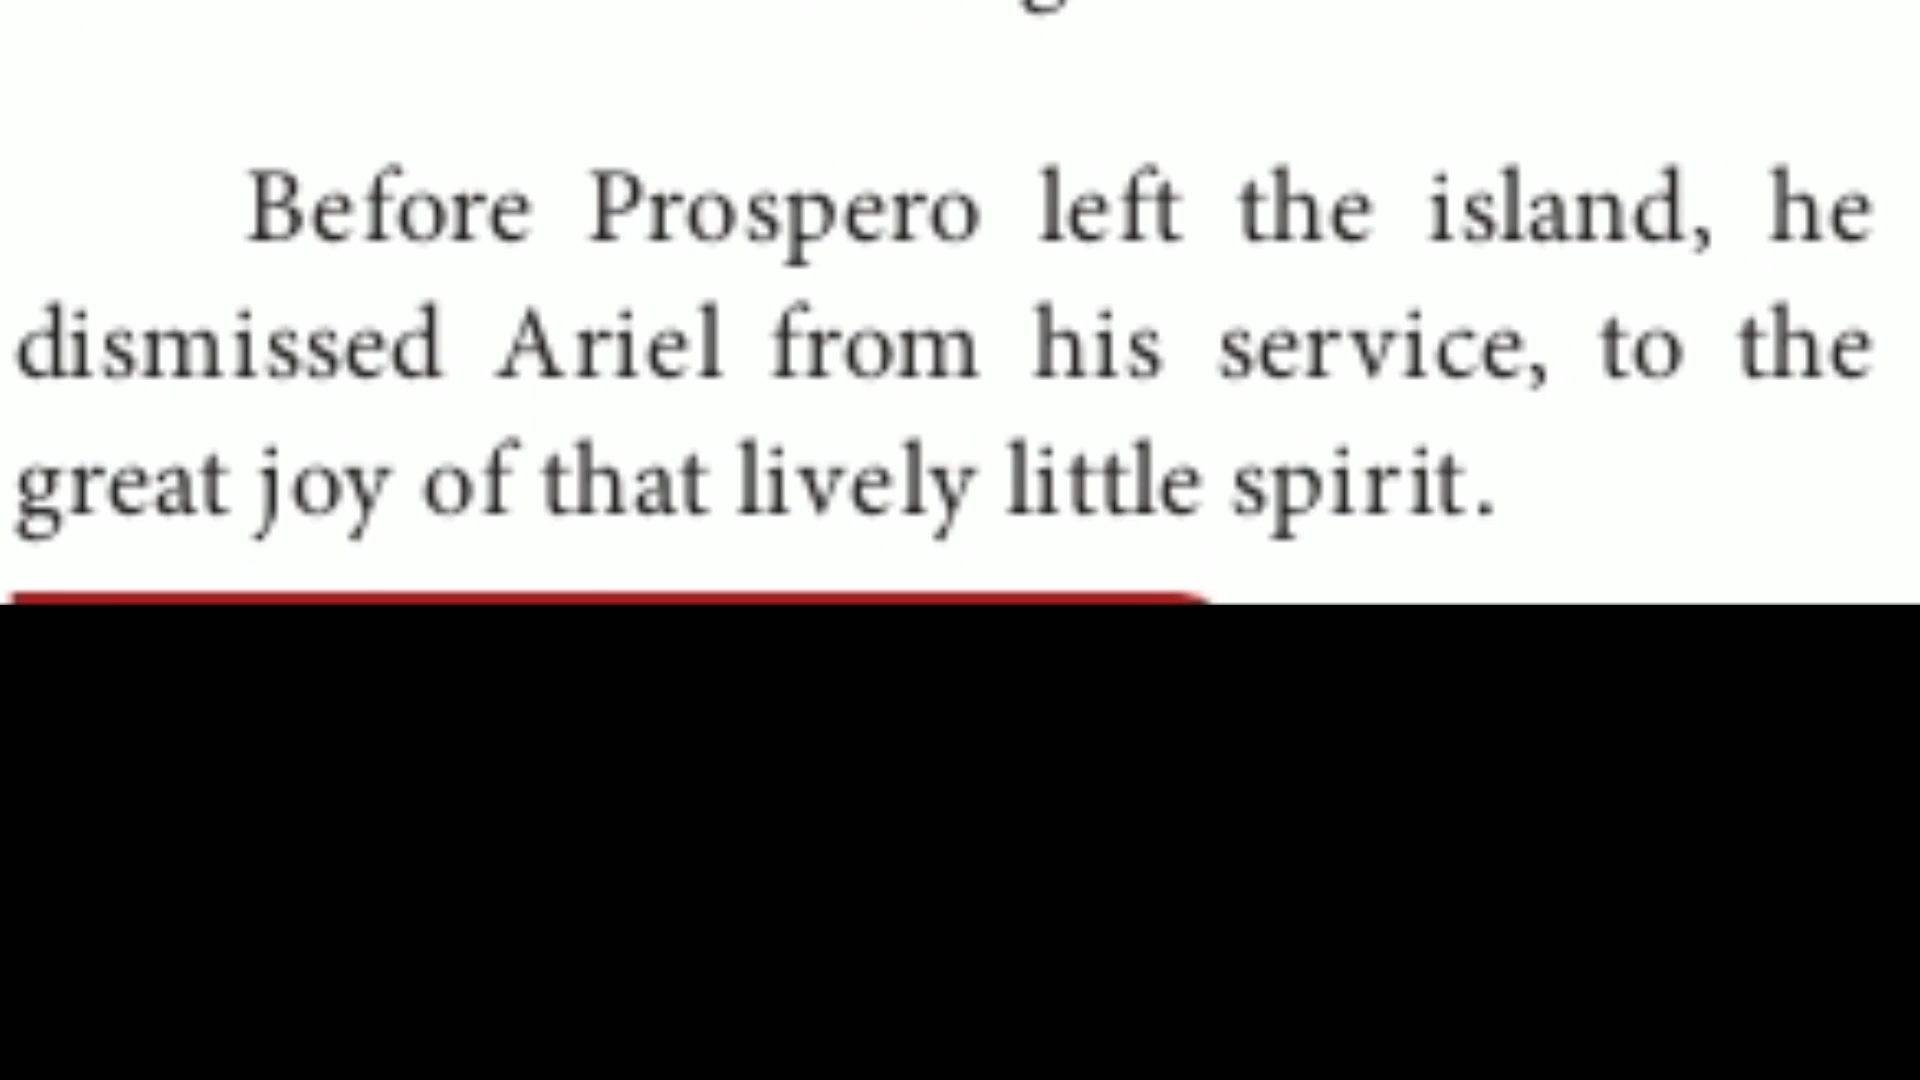 Before Prospero left the island, he
dismissed Ariel from his service, to the
great joy of that lively little spirit.